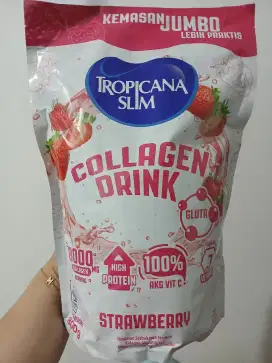 KEMASAN JUMBO
LEBIH PRAKTIS
TROPICANA
SLIM
COLLAGEN
DRINK
GLUTA
HIGH
PROTEIN
100%
AKG VIT C
STRAWBERRY